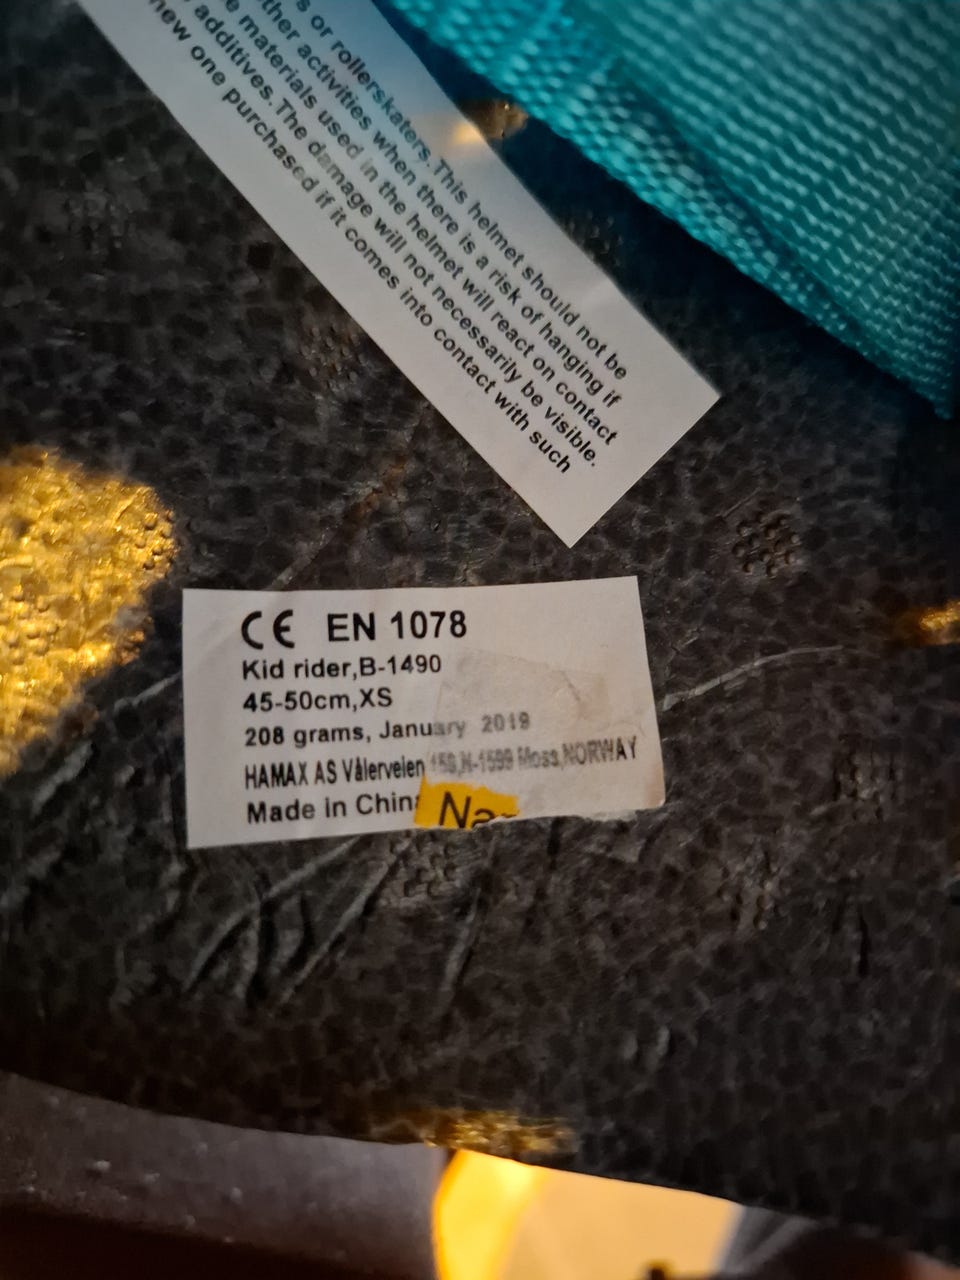 s or rollerskaters. This helmet should not be
ther activities when there is a risk of hanging if
e materials used in the helmet will react on contact
additives. The damage will not necessarily be visible.
new one purchased if it comes into contact with such
CE EN 1078
Kid rider,B-1490
45-50cm,XS
208 grams, January 2019
HAMAX AS Vålerveien 159,N-1599 Moss,NORWAY
Made in China
Na